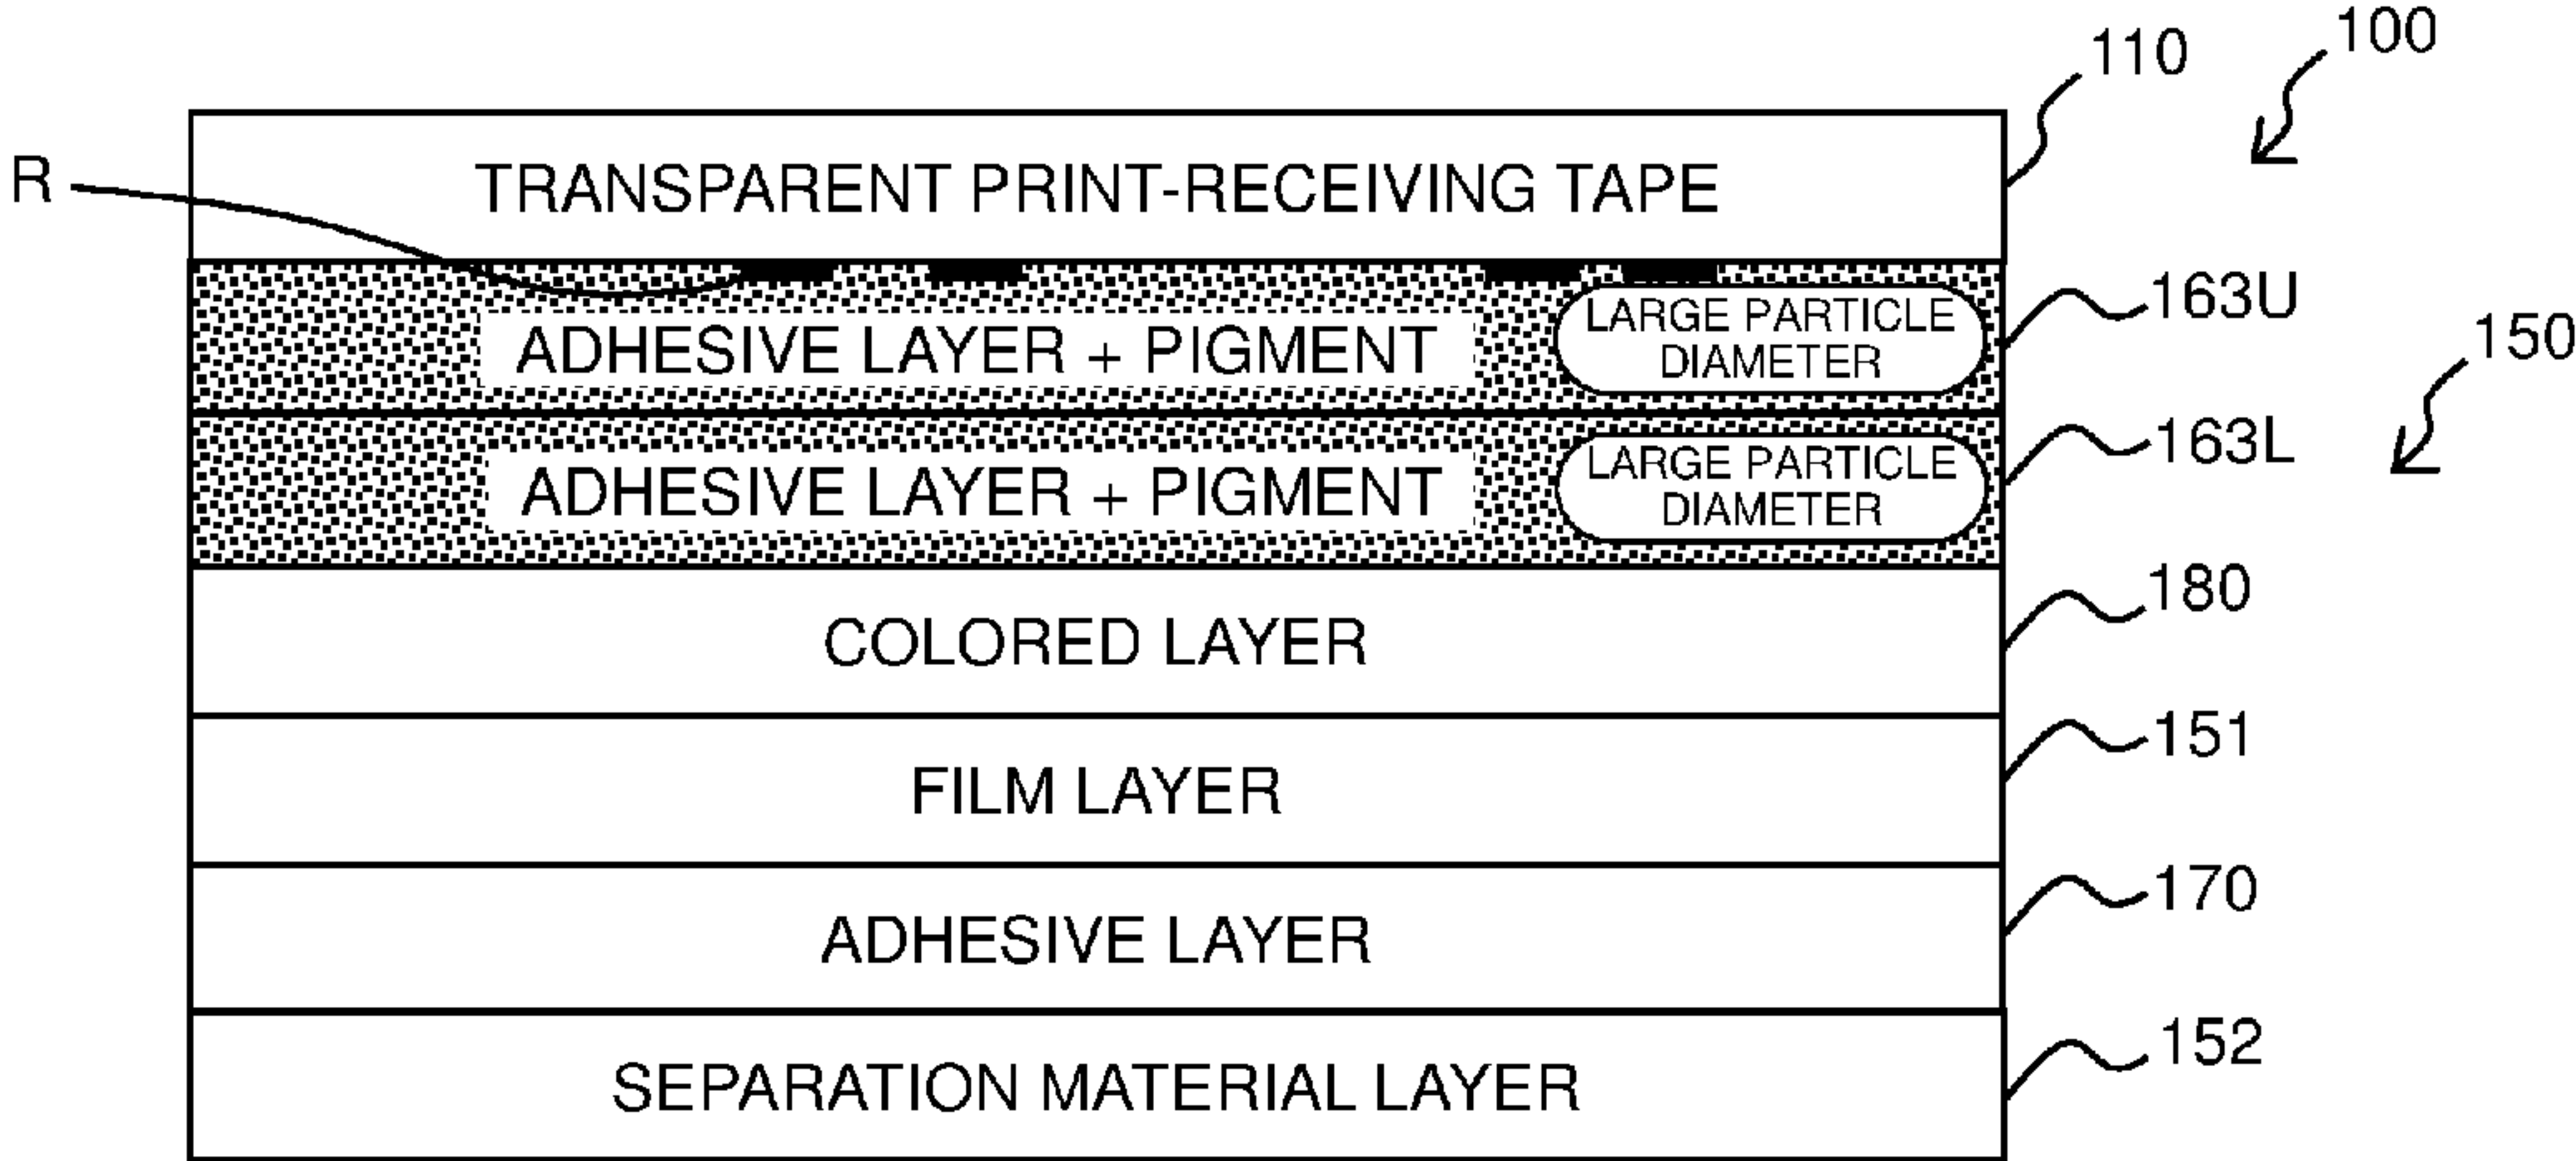 100
110
TRANSPARENT PRINT-RECEIVING TAPE
R
163U
LARGE PARTICLE
DIAMETER
ADHESIVE LAYER + PIGMENT
150
163L
LARGE PARTICLE
DIAMETER
ADHESIVE LAYER + PIGMENT
180
COLORED LAYER
151
FILM LAYER
170
ADHESIVE LAYER
152
SEPARATION MATERIAL LAYER